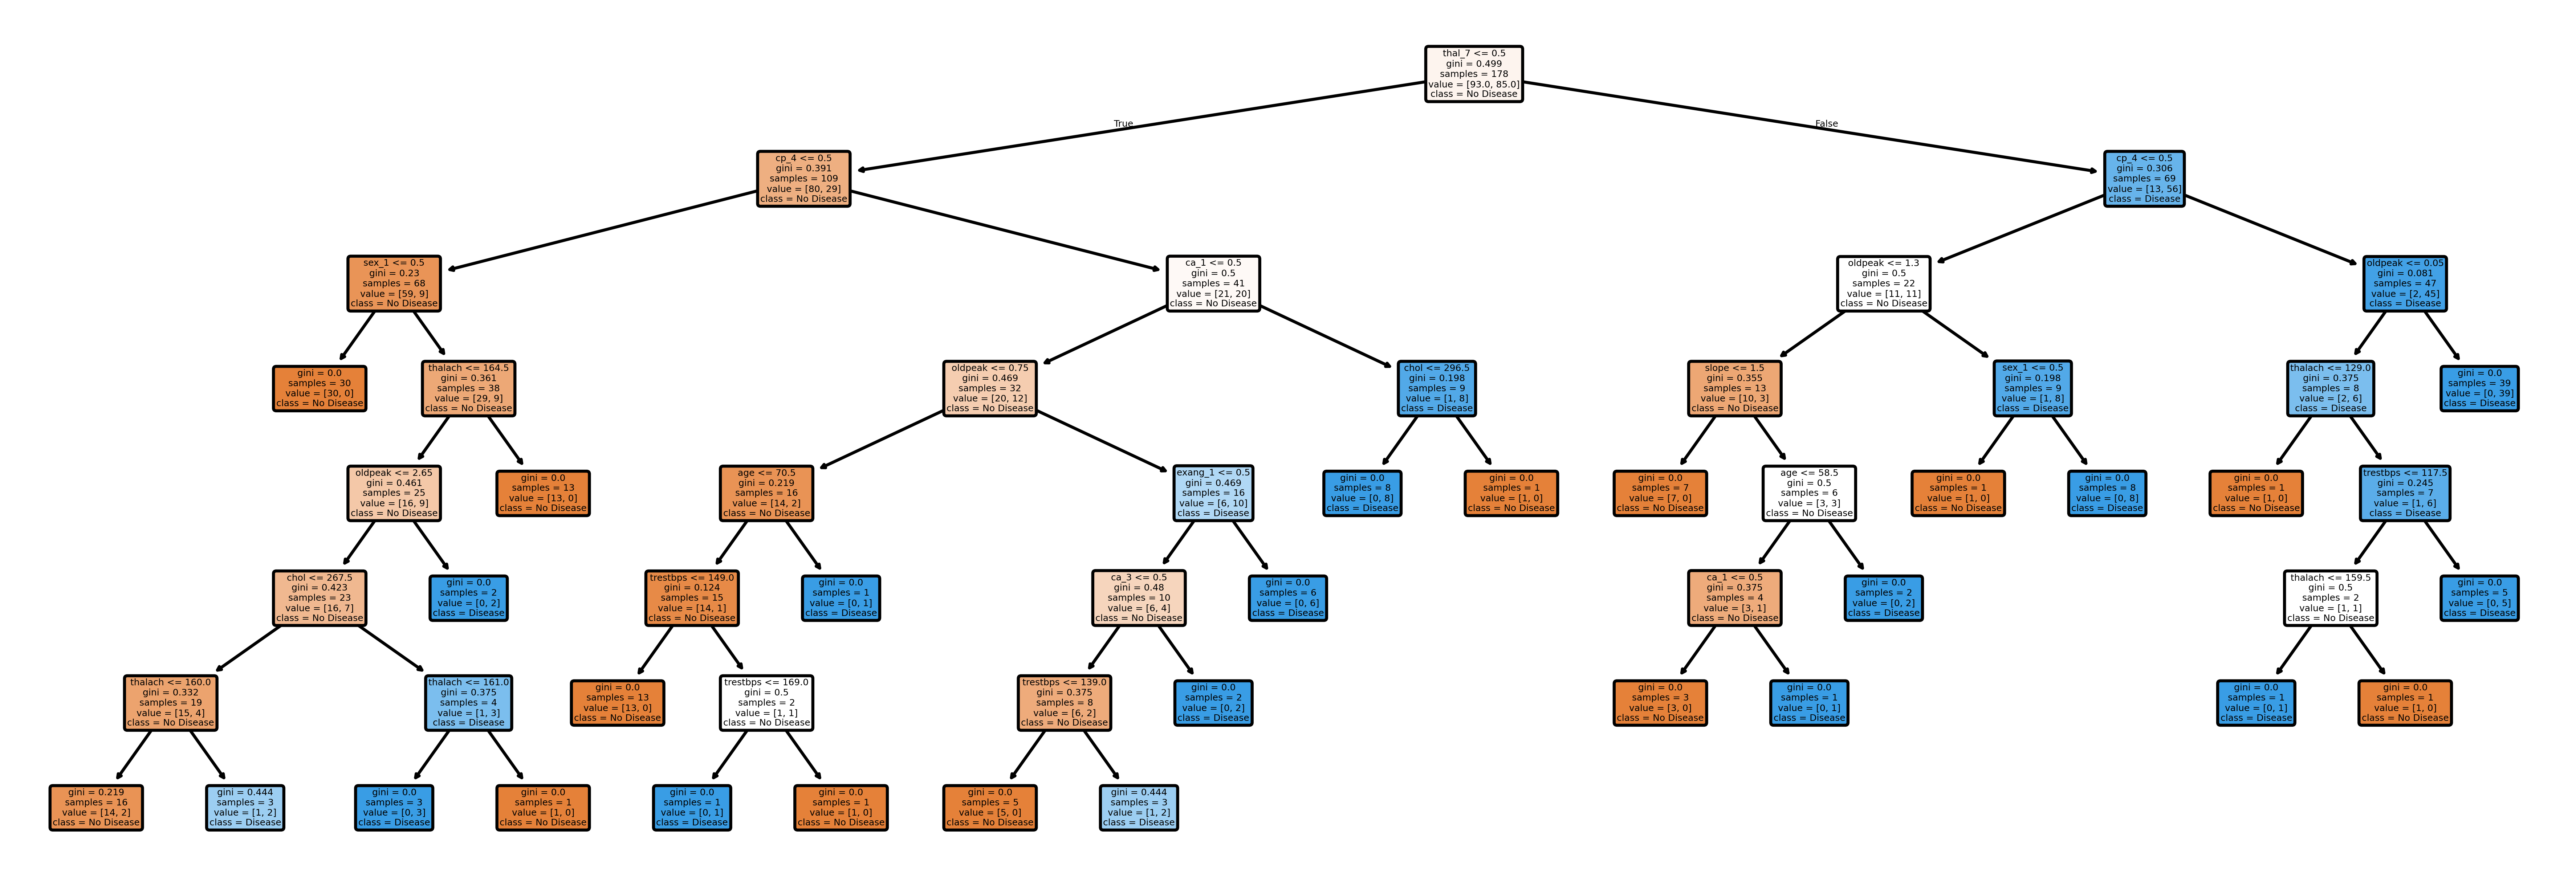 thal_7 <= 0.5
gini = 0.499
samples = 178
value = [93.0, 85.0]
class = No Disease
True
False
cp_4 <= 0.5
gini = 0.391
samples = 109
value = [80, 29]
class = No Disease
cp_4 <= 0.5
gini = 0.306
samples = 69
value = [13, 56]
class = Disease
sex_1 <= 0.5
gini = 0.23
samples = 68
value = [59, 9]
class = No Disease
ca_1 <= 0.5
gini = 0.5
samples = 41
value = [21, 20]
class = No Disease
oldpeak <= 1.3
gini = 0.5
samples = 22
value = [11, 11]
class = No Disease
oldpeak <= 0.05
gini = 0.081
samples = 47
value = [2, 45]
class = Disease
gini = 0.0
samples = 30
value = [30, 0]
class = No Disease
thalach <= 164.5
gini = 0.361
samples = 38
value = [29, 9]
class = No Disease
oldpeak <= 0.75
gini = 0.469
samples = 32
value = [20, 12]
class = No Disease
chol <= 296.5
gini = 0.198
samples = 9
value = [1, 8]
class = Disease
slope <= 1.5
gini = 0.355
samples = 13
value = [10, 3]
class = No Disease
sex_1 <= 0.5
gini = 0.198
samples = 9
value = [1, 8]
class = Disease
thalach <= 129.0
gini = 0.375
samples = 8
value = [2, 6]
class = Disease
gini = 0.0
samples = 39
value = [0, 39]
class = Disease
oldpeak <= 2.65
gini = 0.461
samples = 25
value = [16, 9]
class = No Disease
gini = 0.0
samples = 13
value = [13, 0]
class = No Disease
age <= 70.5
gini = 0.219
samples = 16
value = [14, 2]
class = No Disease
exang_1 <= 0.5
gini = 0.469
samples = 16
value = [6, 10]
class = Disease
gini = 0.0
samples = 8
value = [0, 8]
class = Disease
gini = 0.0
samples = 1
value = [1, 0]
class = No Disease
gini = 0.0
samples = 7
value = [7, 0]
class = No Disease
age <= 58.5
gini = 0.5
samples = 6
value = [3, 3]
class = No Disease
gini = 0.0
samples = 1
value = [1, 0]
class = No Disease
gini = 0.0
samples = 8
value = [0, 8]
class = Disease
gini = 0.0
samples = 1
value = [1, 0]
class = No Disease
trestbps <= 117.5
gini = 0.245
samples = 7
value = [1, 6]
class = Disease
chol <= 267.5
gini = 0.423
samples = 23
value = [16, 7]
class = No Disease
gini = 0.0
samples = 2
value = [0, 2]
class = Disease
trestbps <= 149.0
gini = 0.124
samples = 15
value = [14, 1]
class = No Disease
gini = 0.0
samples = 1
value = [0, 1]
class = Disease
ca_3 <= 0.5
gini = 0.48
samples = 10
value = [6, 4]
class = No Disease
gini = 0.0
samples = 6
value = [0, 6]
class = Disease
ca_1 <= 0.5
gini = 0.375
samples = 4
value = [3, 1]
class = No Disease
gini = 0.0
samples = 2
value = [0, 2]
class = Disease
thalach <= 159.5
gini = 0.5
samples = 2
value = [1, 1]
class = No Disease
gini = 0.0
samples = 5
value = [0, 5]
class = Disease
thalach <= 160.0
gini = 0.332
samples = 19
value = [15, 4]
class = No Disease
thalach <= 161.0
gini = 0.375
samples = 4
value = [1, 3]
class = Disease
gini = 0.0
samples = 13
value = [13, 0]
class = No Disease
trestbps <= 169.0
gini = 0.5
samples = 2
value = [1, 1]
class = No Disease
trestbps <= 139.0
gini = 0.375
samples = 8
value = [6, 2]
class = No Disease
gini = 0.0
samples = 2
value = [0, 2]
class = Disease
gini = 0.0
samples = 3
value = [3, 0]
class = No Disease
gini = 0.0
samples = 1
value = [0, 1]
class = Disease
gini = 0.0
samples = 1
value = [0, 1]
class = Disease
gini = 0.0
samples = 1
value = [1, 0]
class = No Disease
gini = 0.219
samples = 16
value = [14, 2]
class = No Disease
gini = 0.444
samples = 3
value = [1, 2]
class = Disease
gini = 0.0
samples = 3
value = [0, 3]
class = Disease
gini = 0.0
samples = 1
value = [1, 0]
class = No Disease
gini = 0.0
samples = 1
value = [0, 1]
class = Disease
gini = 0.0
samples = 1
value = [1, 0]
class = No Disease
gini = 0.0
samples = 5
value = [5, 0]
class = No Disease
gini = 0.444
samples = 3
value = [1, 2]
class = Disease